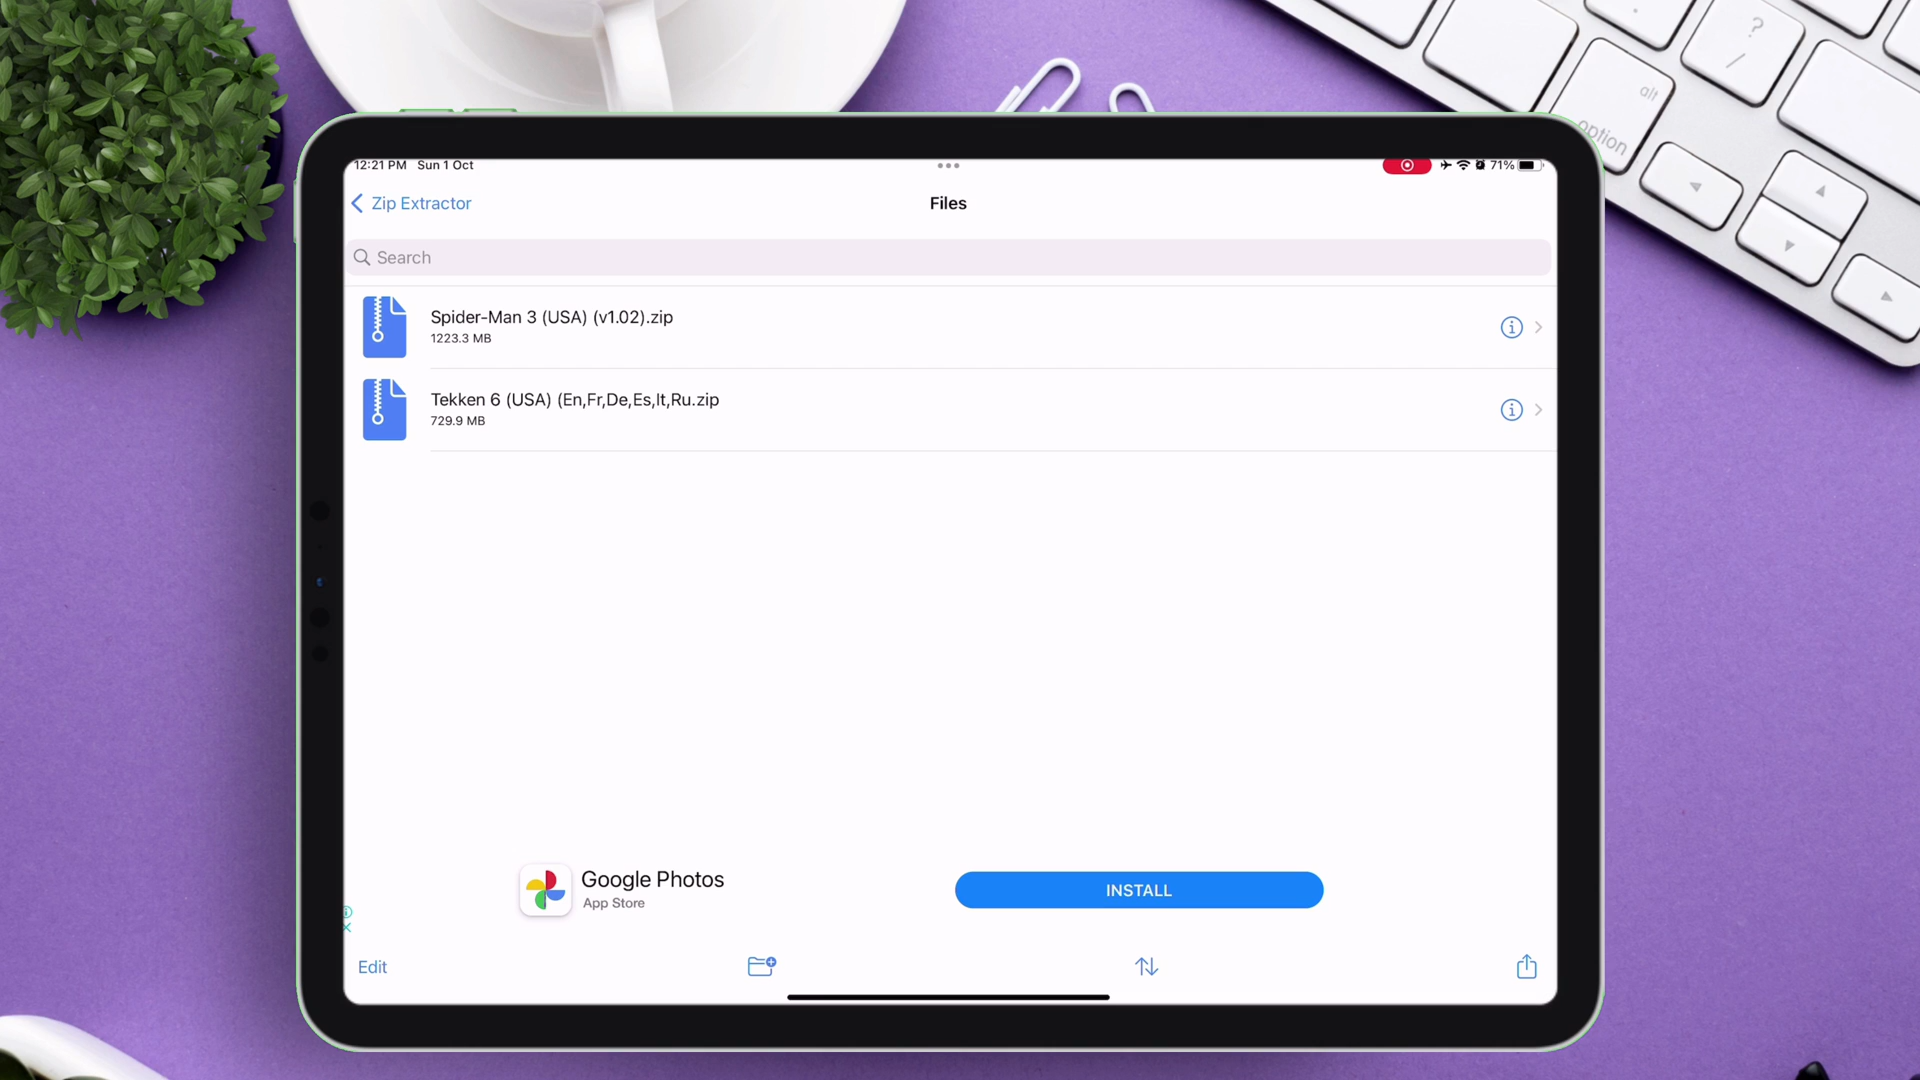 ?
/
alt
option
12:21 PM Sun 1 Oct
71%
Zip Extractor
Files
Search
Spider-Man 3 (USA) (v1.02).zip
1223.3 MB
Tekken 6 (USA) (En,Fr,De,Es,It,Ru.zip
729.9 MB
Google Photos
App Store
INSTALL
Edit